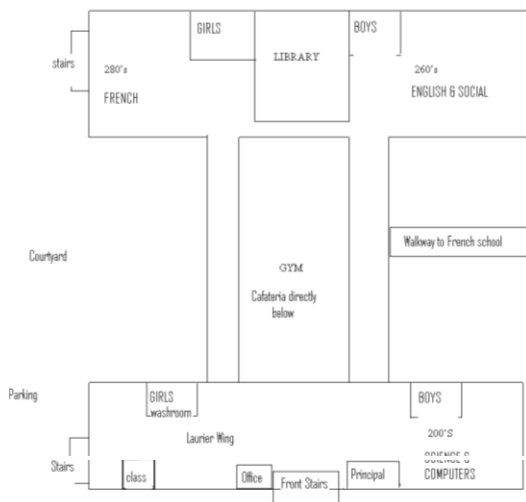 GIRLS
BOYS
stairs
LIBRARY
280's
260's
FRENCH
ENGLISH & SOCIAL
Walkway to French school
Courtyard
GYM
Cafateria directly
below
Parking
GIRLS
washroom
BOYS
Laurier Wing
200'S
Stairs
SCIENCE &
COMPUTERS
class
Office
Front Stairs
Principal